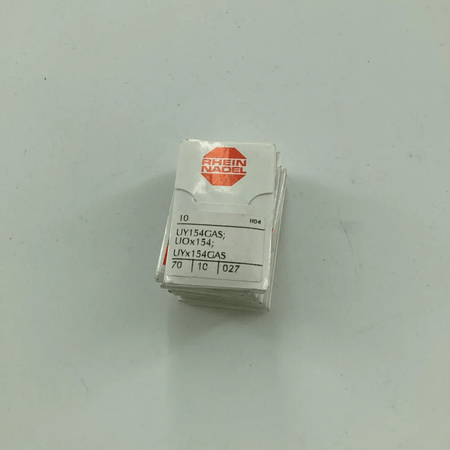 RHEIN
NADEL
10 H04
UY154GAS;
UOx154;
UYx154GAS
70 10 027